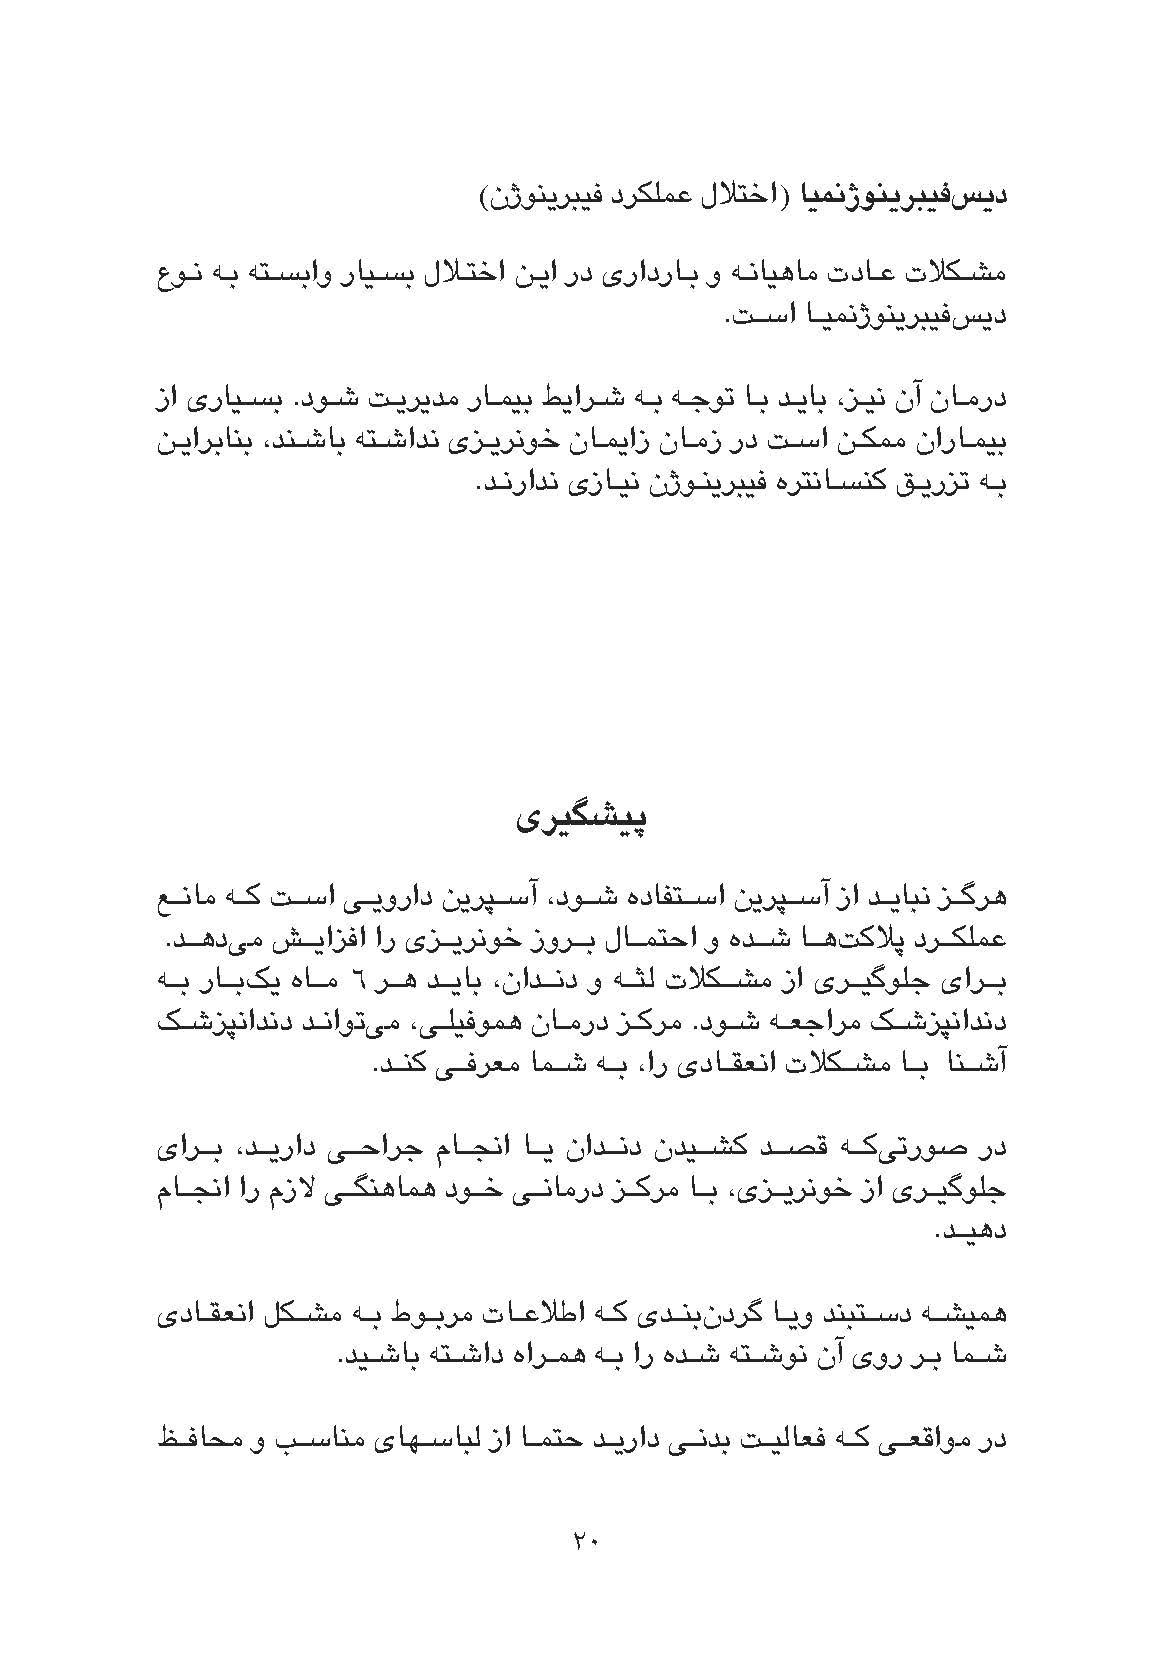 دیس‌فیبرینوژنمیا (اختلال عملکرد فیبرینوژن)
مشکلات عادت ماهیانه و بارداری در این اختلال بسیار وابسته به نوع
دیس‌فیبرینوژنمیا است.
درمان آن نیز، باید با توجه به شرایط بیمار مدیریت شود. بسیاری از
بیماران ممکن است در زمان زایمان خونریزی نداشته باشند، بنابراین
به تزریق کنسانتره فیبرینوژن نیازی ندارند.
پیشگیری
هرگز نباید از آسپرین استفاده شود، آسپرین دارویی است که مانع
عملکرد پلاکت‌ها شده و احتمال بروز خونریزی را افزایش می‌دهد.
برای جلوگیری از مشکلات لثه و دندان، باید هر ٦ ماه یک‌بار به
دندانپزشک مراجعه شود. مرکز درمان هموفیلی، می‌تواند دندانپزشک
آشنا با مشکلات انعقادی را، به شما معرفی کند.
در صورتی‌که قصد کشیدن دندان یا انجام جراحی دارید، برای
جلوگیری از خونریزی، با مرکز درمانی خود هماهنگی لازم را انجام
دهید.
همیشه دستبند ویا گردن‌بندی که اطلاعات مربوط به مشکل انعقادی
شما بر روی آن نوشته شده را به همراه داشته باشید.
در مواقعی که فعالیت بدنی دارید حتما از لباسهای مناسب و محافظ
۲۰